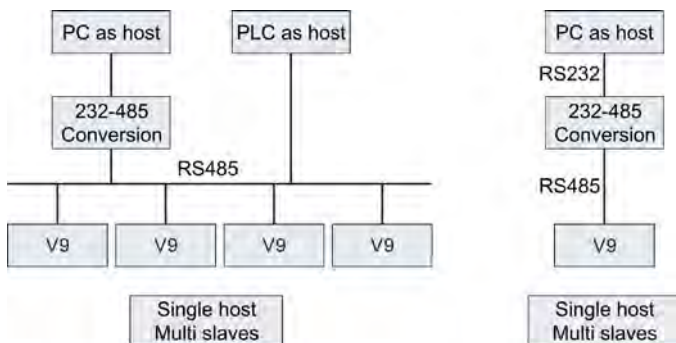 PC as host
PLC as host
232-485
Conversion
RS485
V9
V9
V9
V9
Single host
Multi slaves
PC as host
RS232
232-485
Conversion
RS485
V9
Single host
Multi slaves